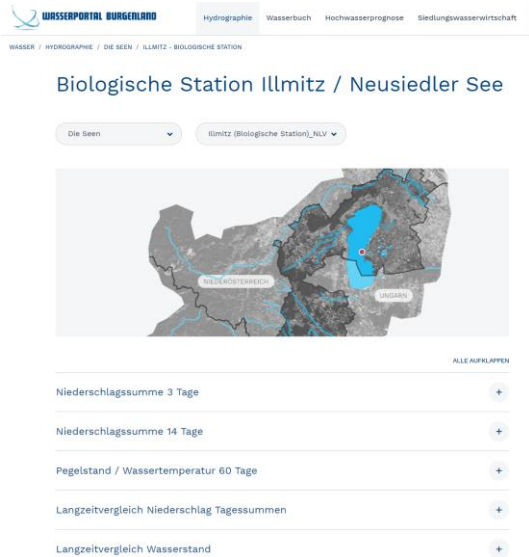 WASSERPORTAL BURGENLAND
Hydrographie Wasserbuch Hochwasserprognose Siedlungswasserwirtschaft
WASSER / HYDROGRAPHIE / DIE SEEN / ILLMITZ - BIOLOGISCHE STATION
Biologische Station Illmitz / Neusiedler See
Die Seen Illmitz (Biologische Station)_NLV
NIEDERÖSTERREICH
UNGARN
ALLE AUFKLAPPEN
Niederschlagssumme 3 Tage +
Niederschlagssumme 14 Tage +
Pegelstand / Wassertemperatur 60 Tage +
Langzeitvergleich Niederschlag Tagessummen +
Langzeitvergleich Wasserstand +